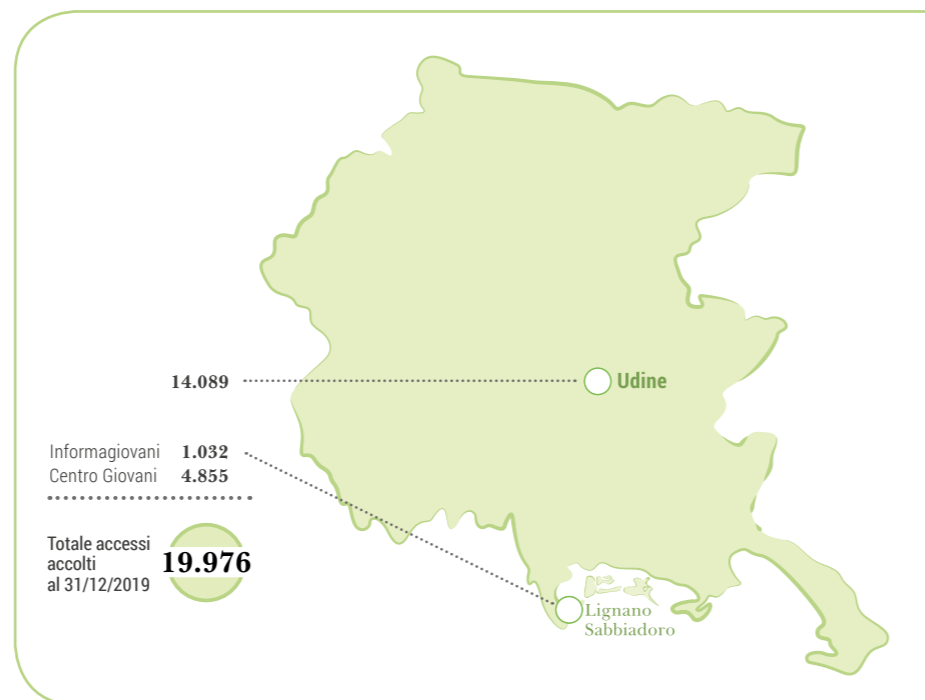 14.089
Udine
Informagiovani 1.032
Centro Giovani 4.855
Totale accessi
accolti
al 31/12/2019
19.976
Lignano
Sabbiadoro